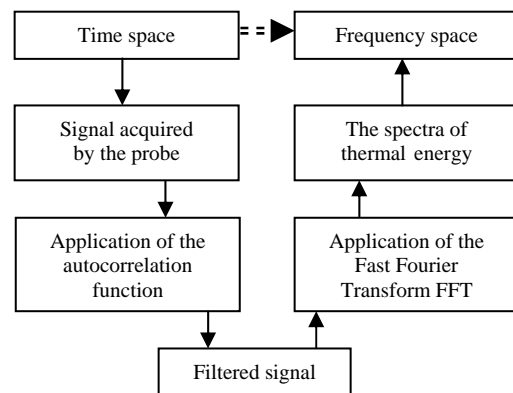 Time space
Frequency space
Signal acquired
by the probe
The spectra of
thermal energy
Application of the
autocorrelation
function
Application of the
Fast Fourier
Transform FFT
Filtered signal